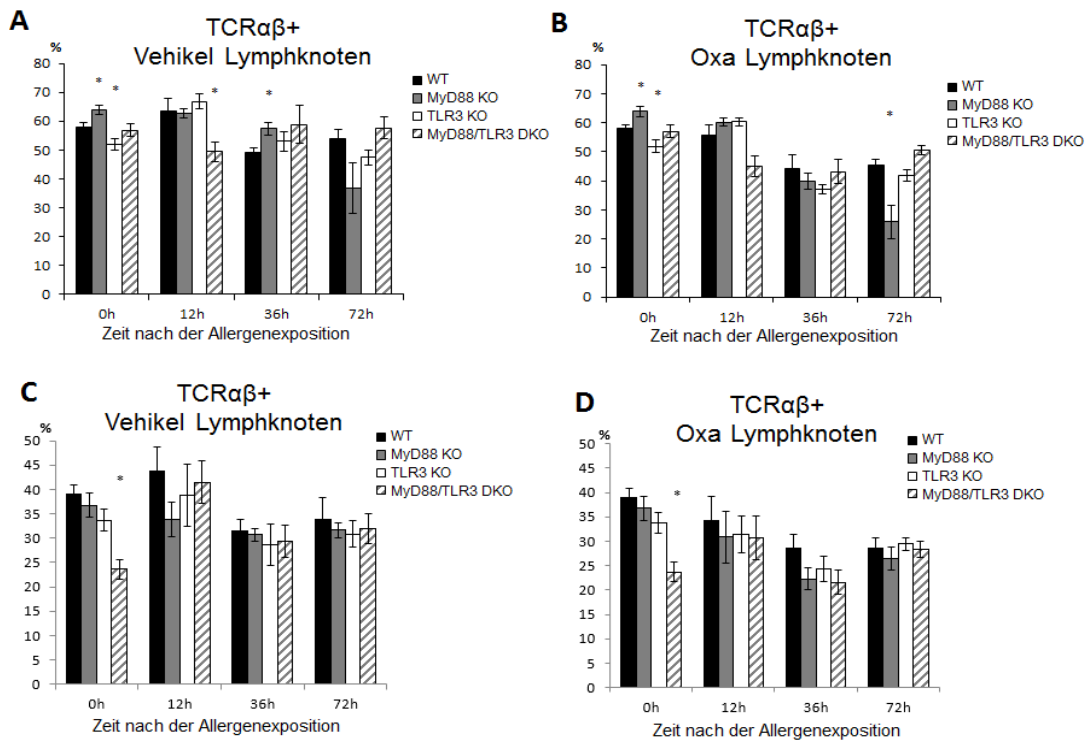 A
TCRαβ+
Vehikel Lymphknoten
%
80
70
60
50
40
30
20
10
0
* * * *
0h 12h 36h 72h
Zeit nach der Allergenexposition
WT
MyD88 KO
TLR3 KO
MyD88/TLR3 DKO
B
TCRαβ+
Oxa Lymphknoten
%
80
70
60
50
40
30
20
10
0
* * *
0h 12h 36h 72h
Zeit nach der Allergenexposition
WT
MyD88 KO
TLR3 KO
MyD88/TLR3 DKO
C
TCRαβ+
Vehikel Lymphknoten
%
50
45
40
35
30
25
20
15
10
5
0
*
0h 12h 36h 72h
Zeit nach der Allergenexposition
WT
MyD88 KO
TLR3 KO
MyD88/TLR3 DKO
D
TCRαβ+
Oxa Lymphknoten
%
50
45
40
35
30
25
20
15
10
5
0
*
0h 12h 36h 72h
Zeit nach der Allergenexposition
WT
MyD88 KO
TLR3 KO
MyD88/TLR3 DKO